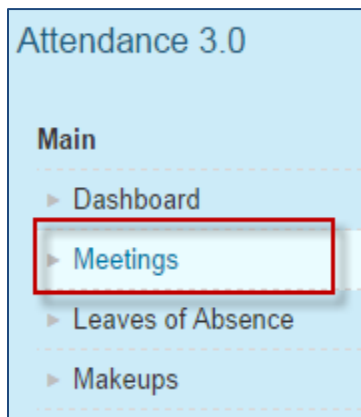 Attendance 3.0
Main
Dashboard
Meetings
Leaves of Absence
Makeups